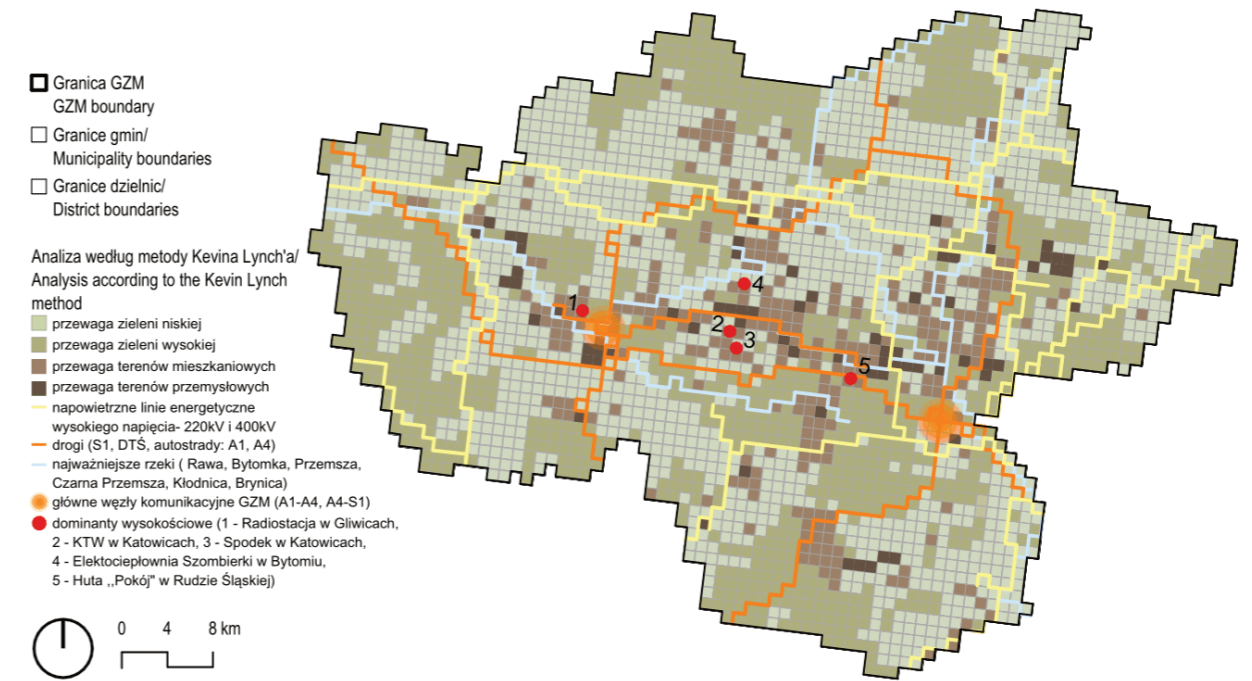 Granica GZM
GZM boundary
Granice gmin/
Municipality boundaries
Granice dzielnic/
District boundaries
Analiza według metody Kevina Lynch'a/
Analysis according to the Kevin Lynch
method
przewaga zieleni niskiej
przewaga zieleni wysokiej
przewaga terenów mieszkaniowych
przewaga terenów przemysłowych
napowietrzne linie energetyczne
wysokiego napięcia- 220kV i 400kV
drogi (S1, DTŚ, autostrady: A1, A4)
najważniejsze rzeki ( Rawa, Bytomka, Przemsza,
Czarna Przemsza, Kłodnica, Brynica)
główne węzły komunikacyjne GZM (A1-A4, A4-S1)
dominanty wysokościowe (1 - Radiostacja w Gliwicach,
2 - KTW w Katowicach, 3 - Spodek w Katowicach,
4 - Elektociepłownia Szombierki w Bytomiu,
5 - Huta ,,Pokój" w Rudzie Śląskiej)
0 4 8 km
1
4
2
3
5